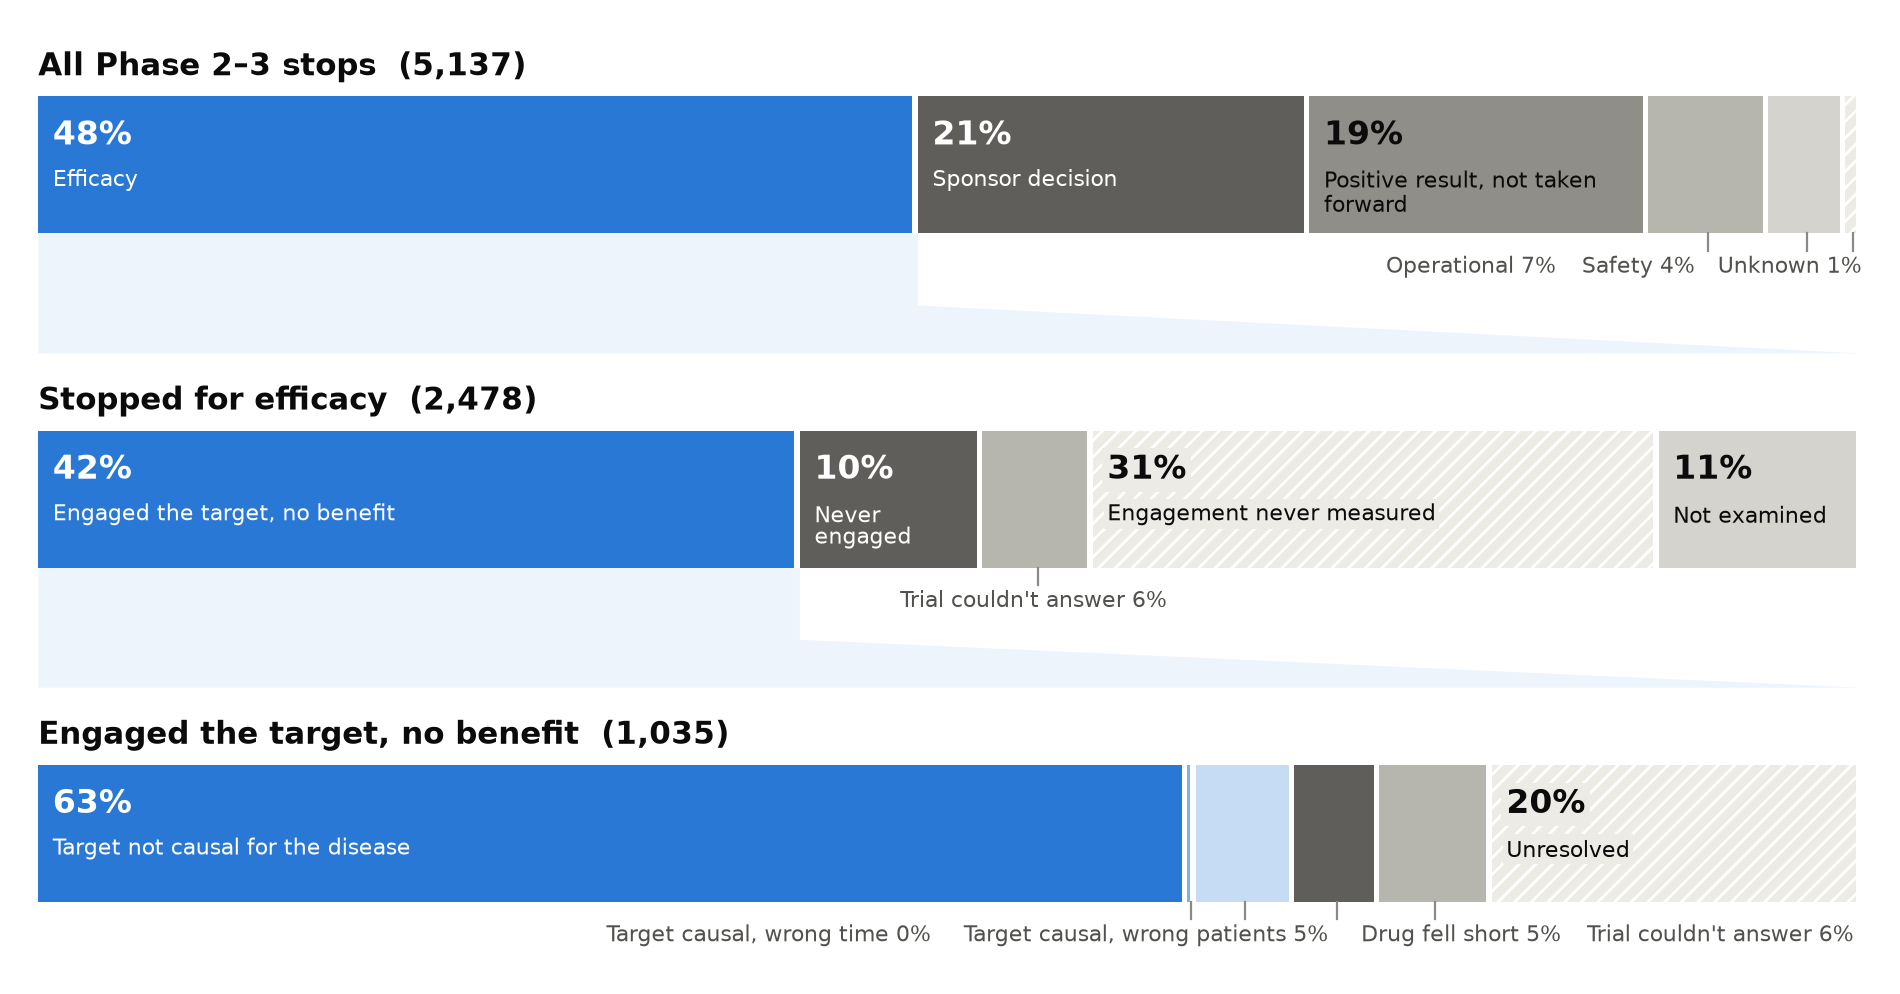 All Phase 2–3 stops (5,137)
48%
Efficacy
21%
Sponsor decision
19%
Positive result, not taken
forward
Operational 7%
Safety 4%
Unknown 1%
Stopped for efficacy (2,478)
42%
Engaged the target, no benefit
10%
Never
engaged
31%
Engagement never measured
11%
Not examined
Trial couldn't answer 6%
Engaged the target, no benefit (1,035)
63%
Target not causal for the disease
20%
Unresolved
Target causal, wrong time 0%
Target causal, wrong patients 5%
Drug fell short 5%
Trial couldn't answer 6%